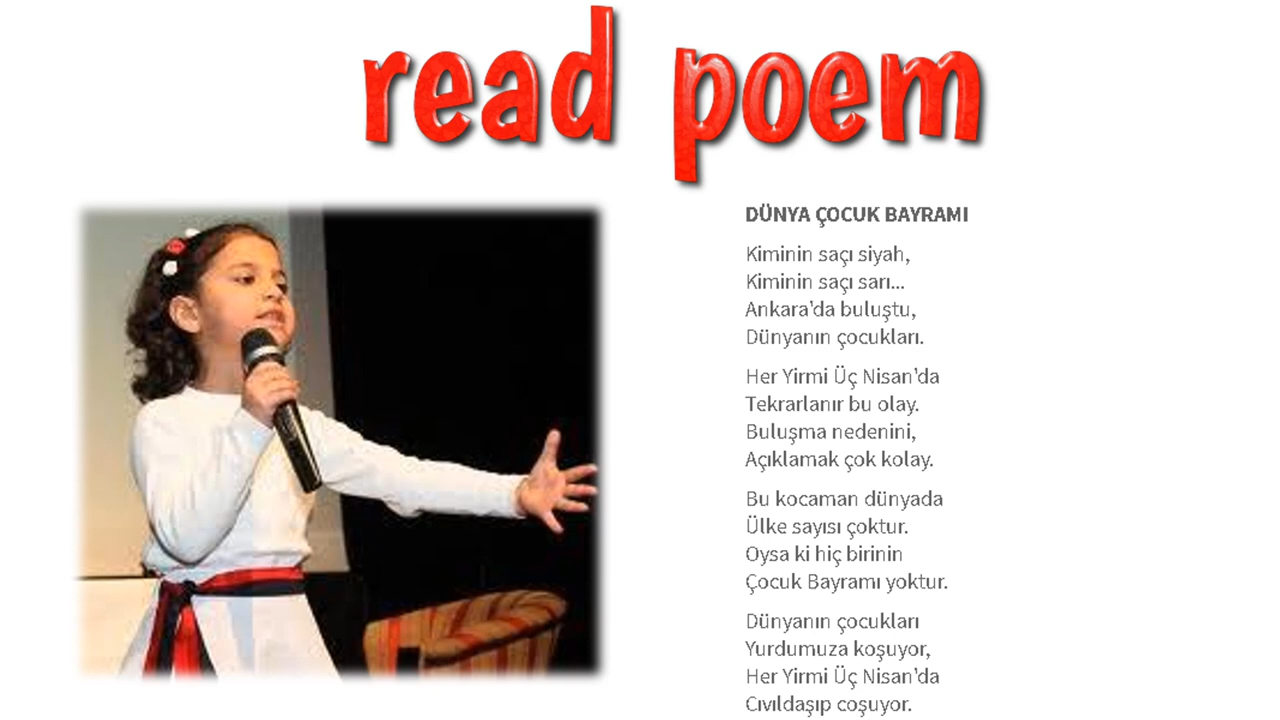 read poem
DÜNYA ÇOCUK BAYRAMI
Kiminin saçı siyah,
Kiminin saçı sarı...
Ankara'da buluştu,
Dünyanın çocukları.
Her Yirmi Üç Nisan'da
Tekrarlanır bu olay.
Buluşma nedenini,
Açıklamak çok kolay.
Bu kocaman dünyada
Ülke sayısı çoktur.
Oysa ki hiç birinin
Çocuk Bayramı yoktur.
Dünyanın çocukları
Yurdumuza koşuyor,
Her Yirmi Üç Nisan'da
Cıvıldaşıp coşuyor.